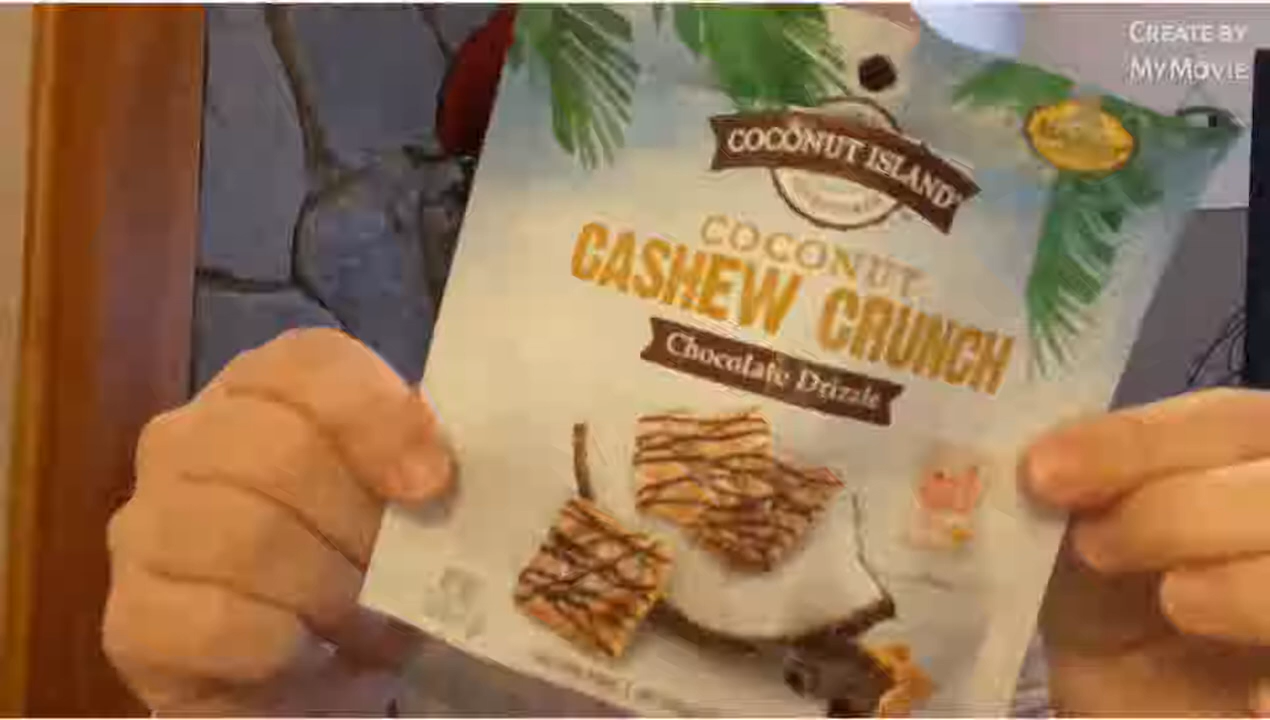 CREATE BY
MYMOVIE
COCONUT ISLAND®
COCONUT
CASHEW CRUNCH
Chocolate Drizzle